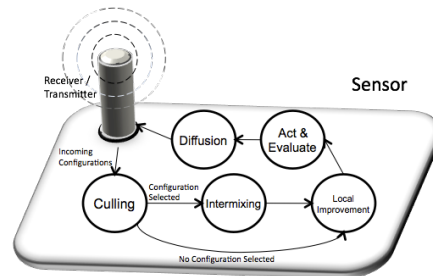 Receiver /
Transmitter
Sensor
Diffusion
Act &
Evaluate
Incoming
Configurations
Culling
Configuration
Selected
Intermixing
Local
Improvement
No Configuration Selected